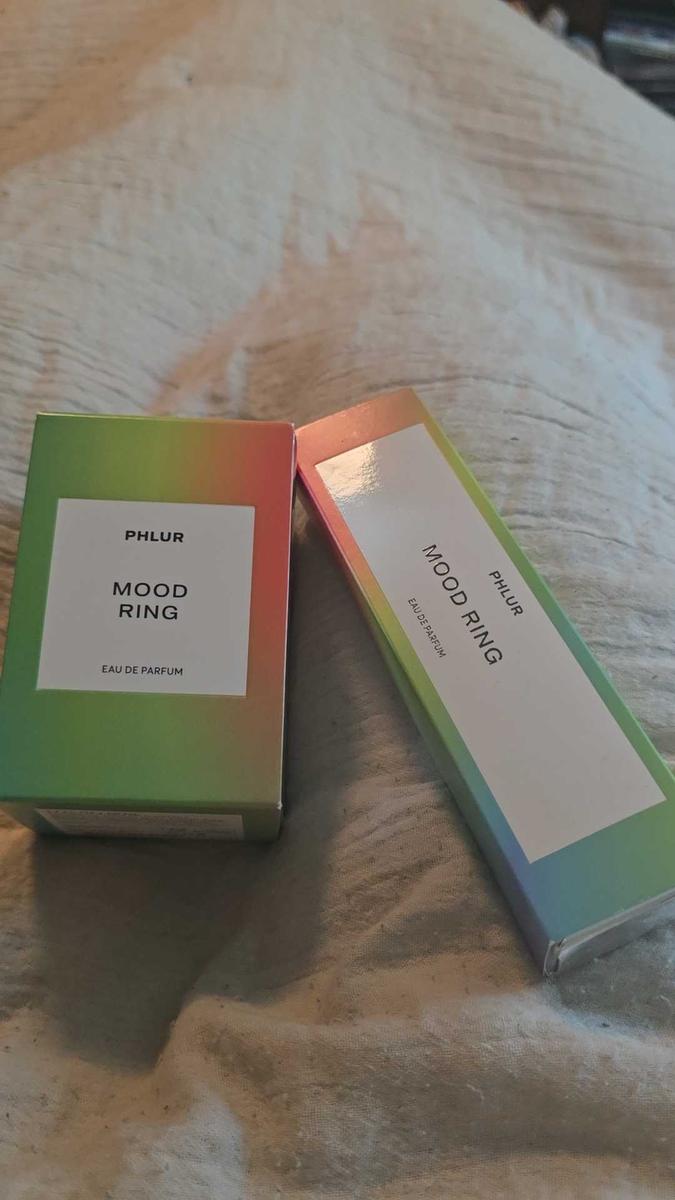 PHLUR
MOOD
RING
EAU DE PARFUM
PHLUR
MOOD RING
EAU DE PARFUM